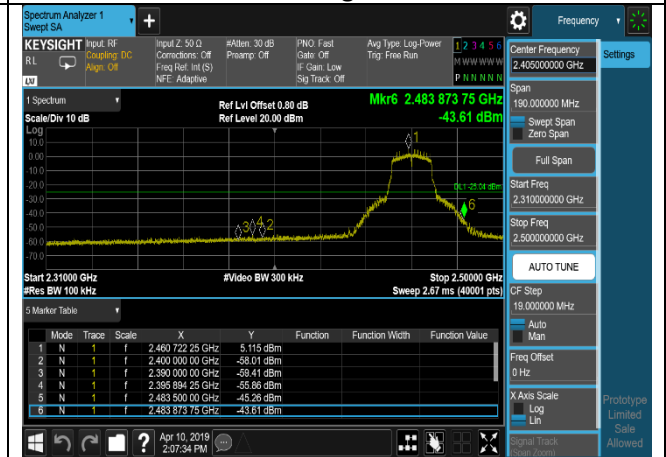 Spectrum Analyzer 1
Swept SA
Frequency
KEYSIGHT
RL
Input: RF
Coupling: DC
Align: Off
Input Z: 50 Ω
Corrections: Off
Freq Ref: Int (S)
NFE: Adaptive
#Atten: 30 dB
Preamp: Off
PNO: Fast
Gate: Off
IF Gain: Low
Sig Track: Off
Avg Type: Log-Power
Trig: Free Run
1 2 3 4 5 6
M W W W W W
P N N N N N
LXI
1 Spectrum
Scale/Div 10 dB
Ref Lvl Offset 0.80 dB
Ref Level 20.00 dBm
Mkr6 2.483 873 75 GHz
-43.61 dBm
Log
10.0
0.00
-10.0
-20.0
-30.0
-40.0
-50.0
-60.0
-70.0
1
DL1 -25.04 dBm
6
3 4 2
Start 2.31000 GHz
#Res BW 100 kHz
#Video BW 300 kHz
Stop 2.50000 GHz
Sweep 2.67 ms (40001 pts)
5 Marker Table
Mode Trace Scale X Y Function Function Width Function Value
1 N 1 f 2.460 722 25 GHz 5.115 dBm
2 N 1 f 2.400 000 00 GHz -58.01 dBm
3 N 1 f 2.390 000 00 GHz -59.41 dBm
4 N 1 f 2.395 894 25 GHz -55.86 dBm
5 N 1 f 2.483 500 00 GHz -45.26 dBm
6 N 1 f 2.483 873 75 GHz -43.61 dBm
Apr 10, 2019
2:07:34 PM
Center Frequency
2.405000000 GHz
Span
190.000000 MHz
Swept Span
Zero Span
Full Span
Start Freq
2.310000000 GHz
Stop Freq
2.500000000 GHz
AUTO TUNE
CF Step
19.000000 MHz
Auto
Man
Freq Offset
0 Hz
X Axis Scale
Log
Lin
Signal Track
(Span Zoom)
Settings
Prototype
Limited
Sale
Allowed